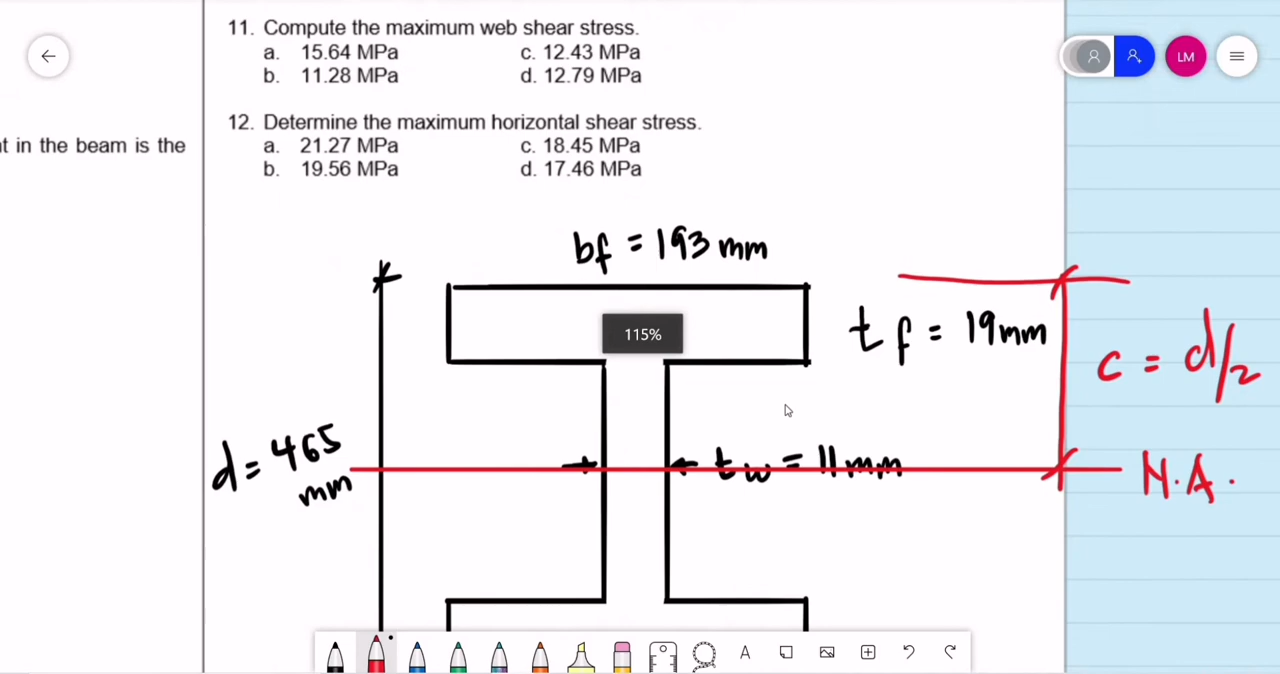 11. Compute the maximum web shear stress.
a. 15.64 MPa c. 12.43 MPa
b. 11.28 MPa d. 12.79 MPa
12. Determine the maximum horizontal shear stress.
a. 21.27 MPa c. 18.45 MPa
b. 19.56 MPa d. 17.46 MPa
t in the beam is the
LM
bf = 193 mm
115%
tf = 19mm
c = d/2
d = 465
mm
tw = 11mm
N.A.
A